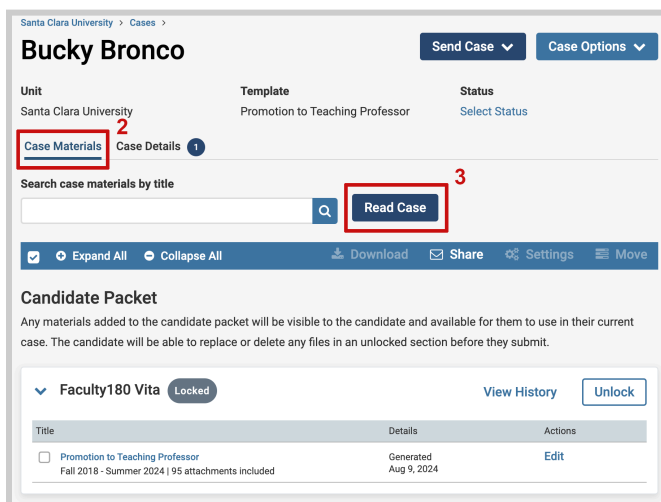 Santa Clara University > Cases >
Bucky Bronco
Send Case
Case Options
Unit
Template
Status
Santa Clara University
Promotion to Teaching Professor
Select Status
2
Case Materials
Case Details 1
3
Search case materials by title
Read Case
Expand All
Collapse All
Download
Share
Settings
Move
Candidate Packet
Any materials added to the candidate packet will be visible to the candidate and available for them to use in their current
case. The candidate will be able to replace or delete any files in an unlocked section before they submit.
Faculty180 Vita
Locked
View History
Unlock
Title
Details
Actions
Promotion to Teaching Professor
Generated
Edit
Fall 2018 - Summer 2024 | 95 attachments included
Aug 9, 2024